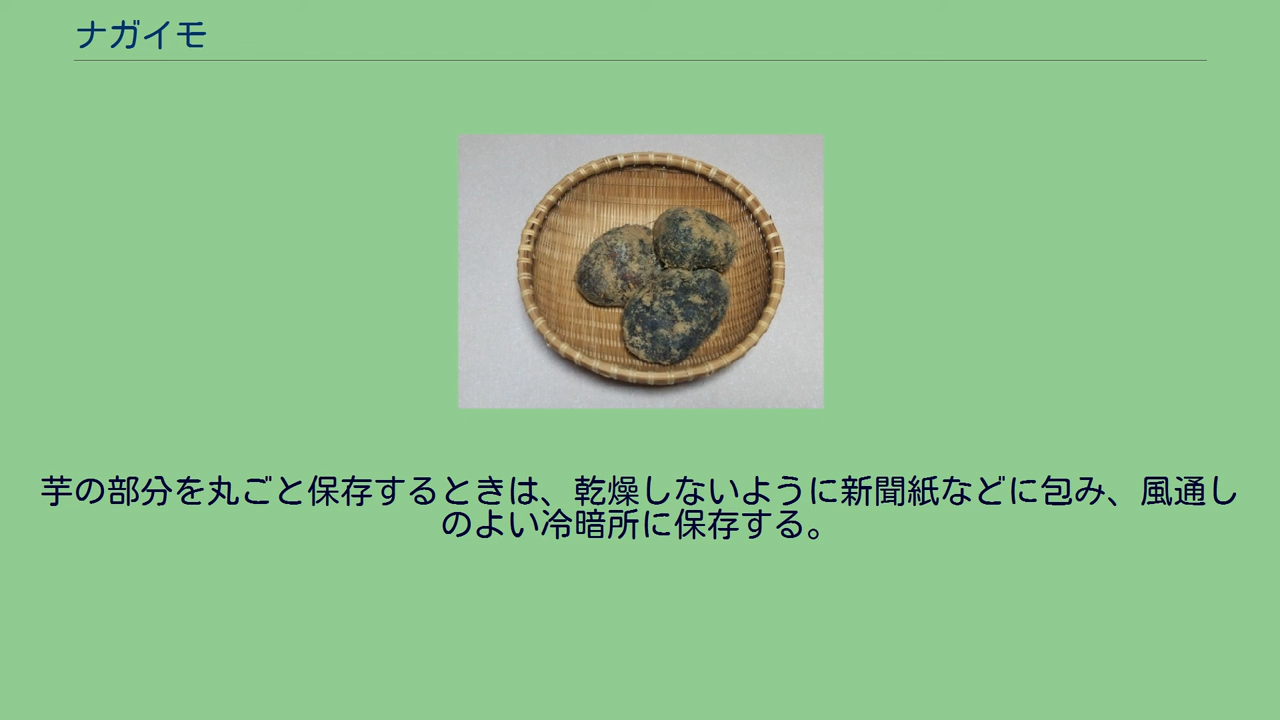 ナガイモ
芋の部分を丸ごと保存するときは、乾燥しないように新聞紙などに包み、風通し
のよい冷暗所に保存する。